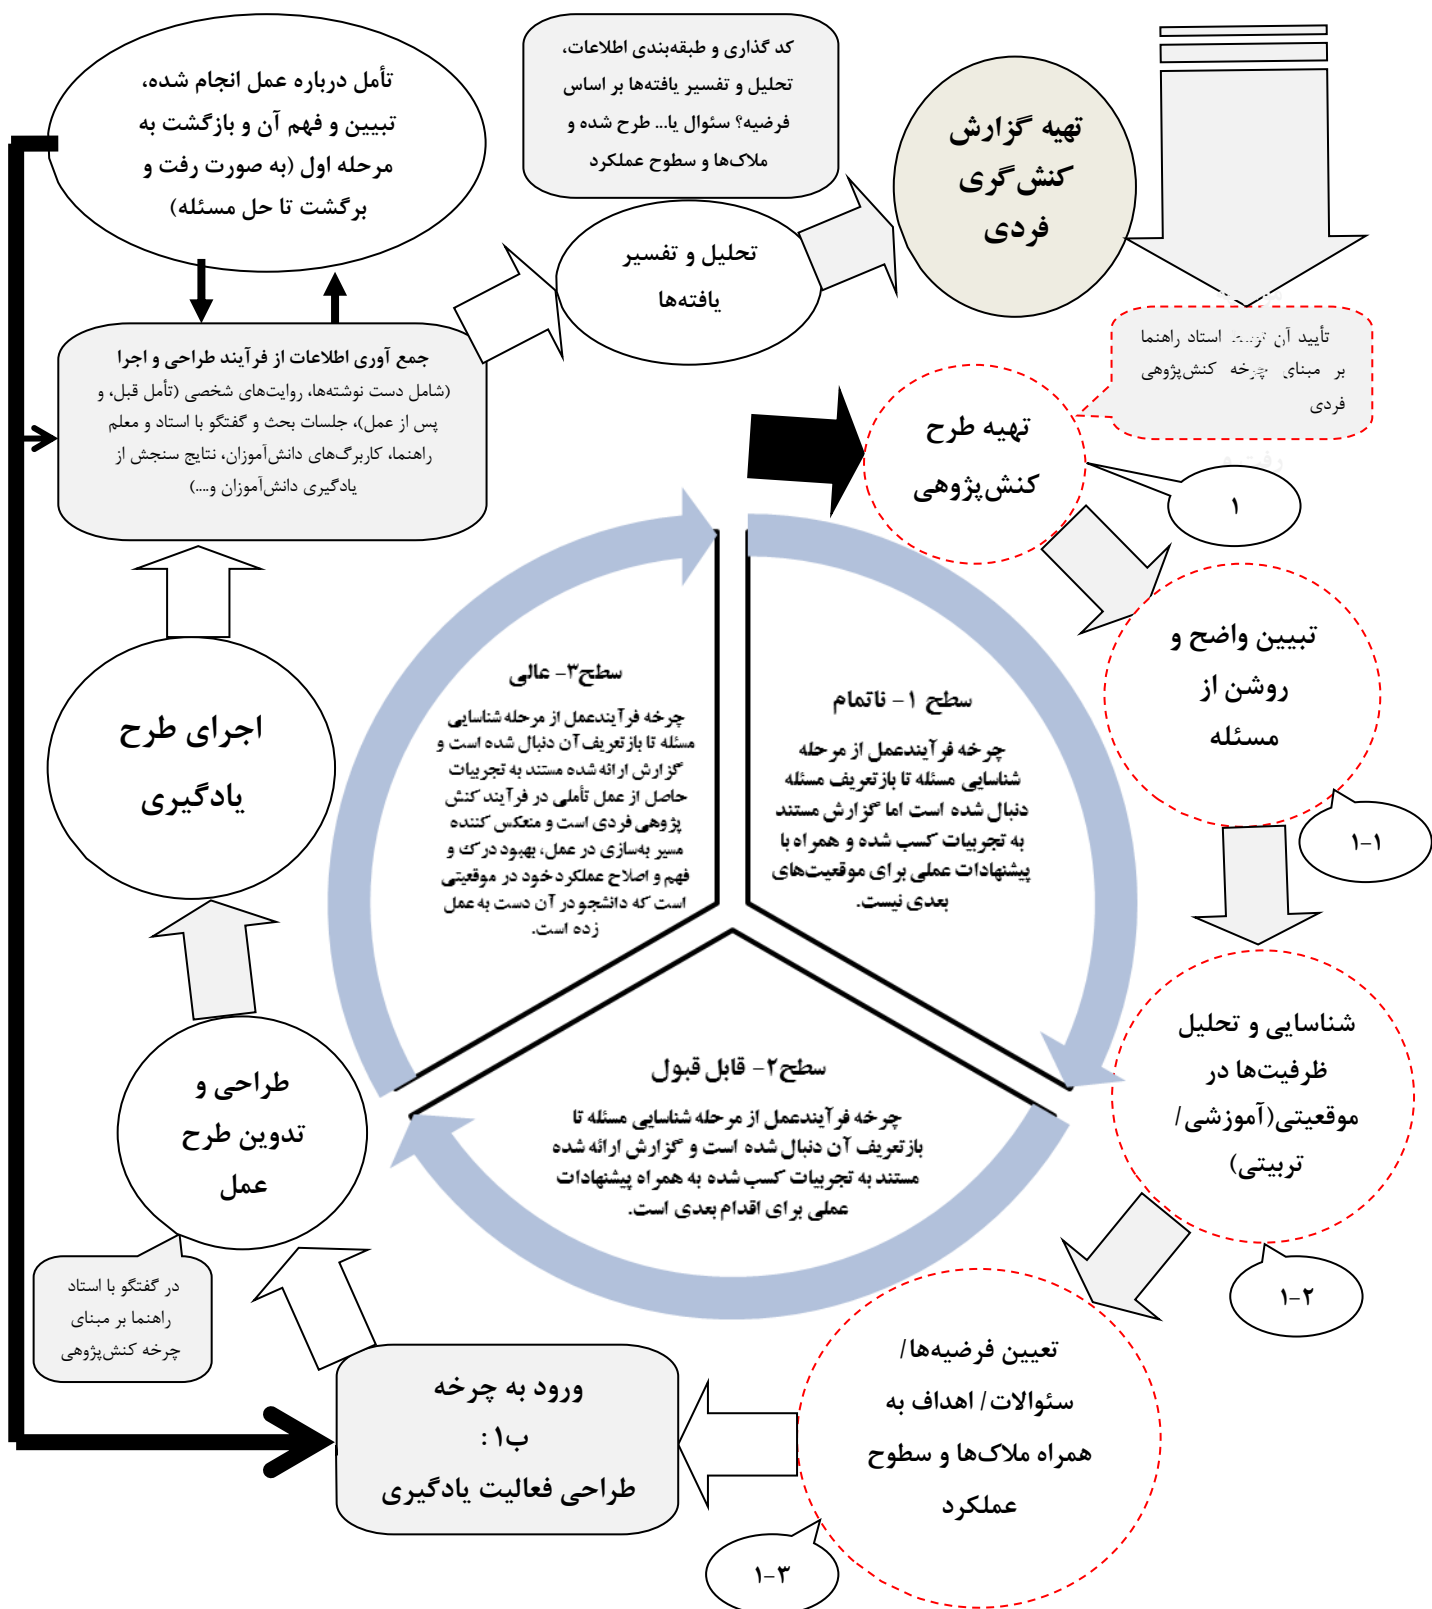 تأمل درباره عمل انجام شده،
تبیین و فهم آن و بازگشت به
مرحله اول (به صورت رفت و
برگشت تا حل مسئله)
کد گذاری و طبقه‌بندی اطلاعات،
تحلیل و تفسیر یافته‌ها بر اساس
فرضیه؟ سئوال یا... طرح شده و
ملاک‌ها و سطوح عملکرد
تهیه گزارش
کنش‌گری
فردی
تحلیل و تفسیر
یافته‌ها
تأیید آن توسط استاد راهنما
بر مبنای چرخه کنش‌پژوهی
فردی
رفت و
جمع آوری اطلاعات از فرآیند طراحی و اجرا
(شامل دست نوشته‌ها، روایت‌های شخصی (تأمل قبل، و
پس از عمل)، جلسات بحث و گفتگو با استاد و معلم
راهنما، کاربرگ‌های دانش‌آموزان، نتایج سنجش از
یادگیری دانش‌آموزان و....)
تهیه طرح
کنش‌پژوهی
۱
تبیین واضح و
روشن از
مسئله
۱-۱
شناسایی و تحلیل
ظرفیت‌ها در
موقعیتی(آموزشی/
تربیتی)
۱-۲
تعیین فرضیه‌ها/
سئوالات/ اهداف به
همراه ملاک‌ها و سطوح
عملکرد
۱-۳
ورود به چرخه
ب۱:
طراحی فعالیت یادگیری
طراحی و
تدوین طرح
عمل
در گفتگو با استاد
راهنما بر مبنای
چرخه کنش‌پژوهی
اجرای طرح
یادگیری
سطح ۱- ناتمام
چرخه فرآیندعمل از مرحله
شناسایی مسئله تا بازتعریف مسئله
دنبال شده است اما گزارش مستند
به تجربیات کسب شده و همراه با
پیشنهادات عملی برای موقعیت‌های
بعدی نیست.
سطح۲- قابل قبول
چرخه فرآیندعمل از مرحله شناسایی مسئله تا
بازتعریف آن دنبال شده است و گزارش ارائه شده
مستند به تجربیات کسب شده به همراه پیشنهادات
عملی برای اقدام بعدی است.
سطح۳- عالی
چرخه فرآیندعمل از مرحله شناسایی
مسئله تا بازتعریف آن دنبال شده است و
گزارش ارائه شده مستند به تجربیات
حاصل از عمل تأملی در فرآیند کنش
پژوهی فردی است و منعکس کننده
مسیر به‌سازی در عمل، بهبود درک و
فهم و اصلاح عملکرد خود در موقعیتی
است که دانشجو در آن دست به عمل
زده است.